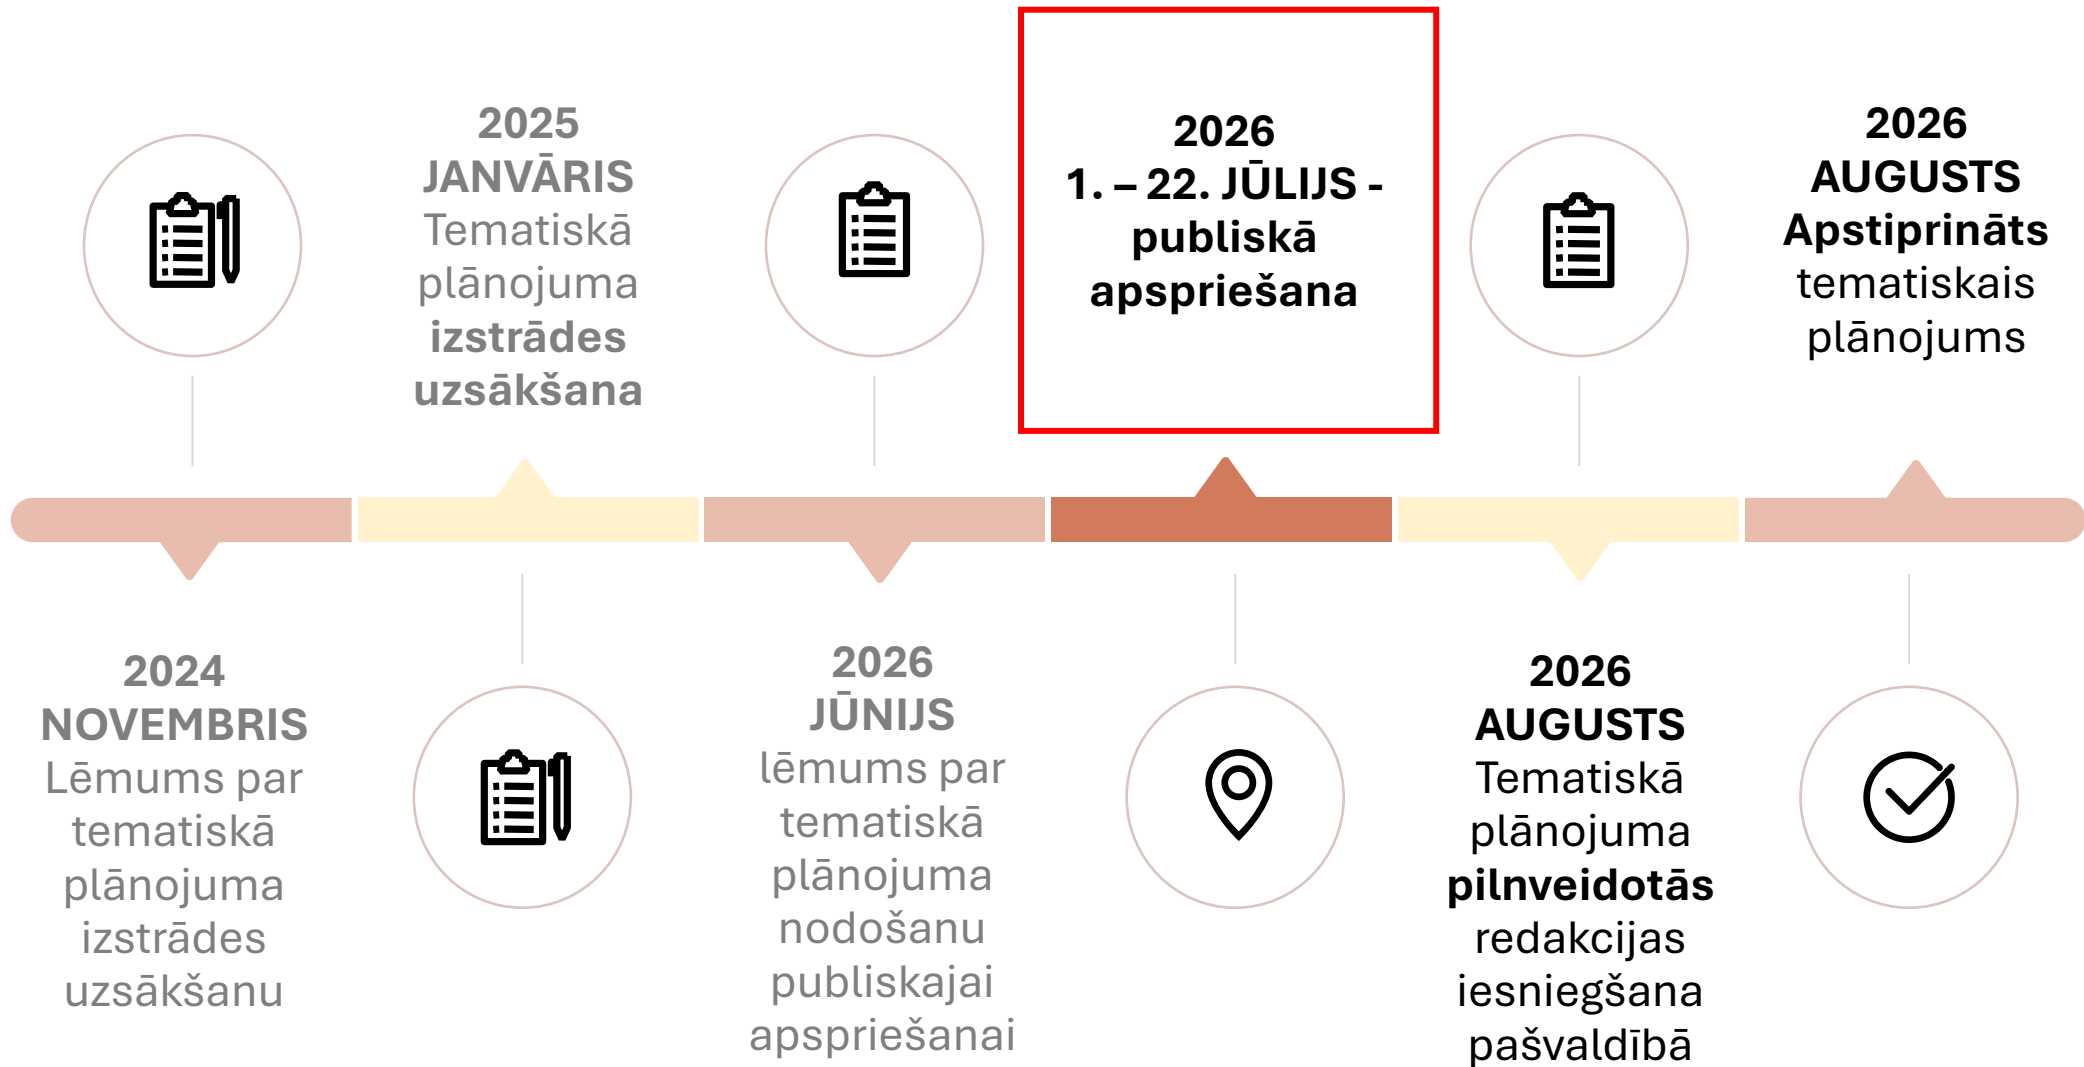 2024
NOVEMBRIS
Lēmums par
tematiskā
plānojuma
izstrādes
uzsākšanu
2025
JANVĀRIS
Tematiskā
plānojuma
izstrādes
uzsākšana
2026
JŪNIJS
lēmums par
tematiskā
plānojuma
nodošanu
publiskajai
apspriešanai
2026
1. – 22. JŪLIJS -
publiskā
apspriešana
2026
AUGUSTS
Tematiskā
plānojuma
pilnveidotās
redakcijas
iesniegšana
pašvaldībā
2026
AUGUSTS
Apstiprināts
tematiskais
plānojums